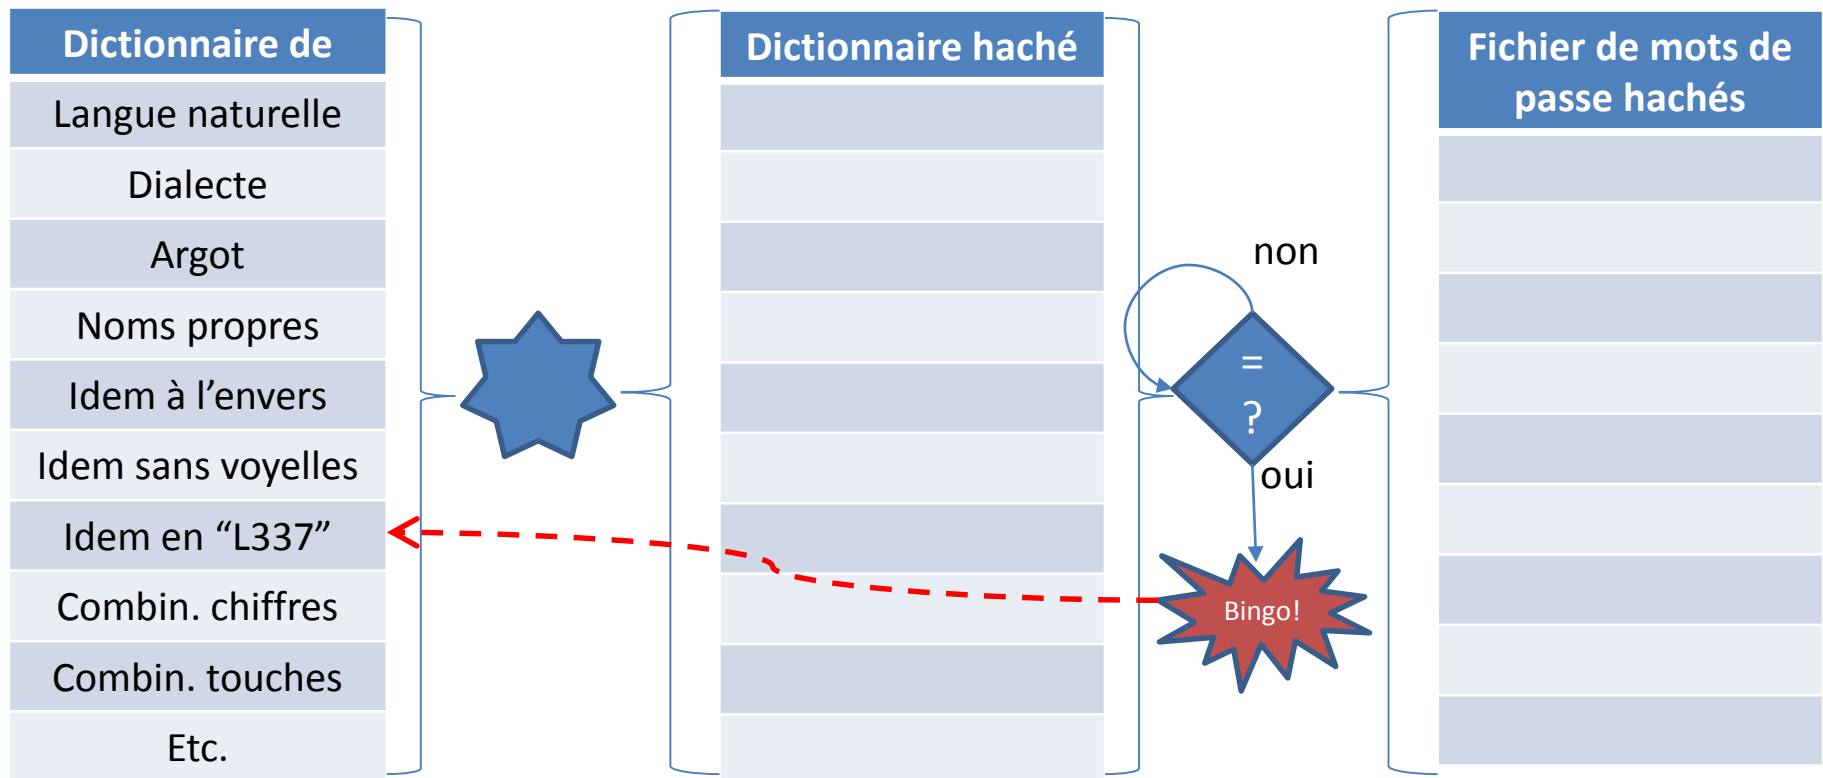 Dictionnaire de
Langue naturelle
Dialecte
Argot
Noms propres
Idem à l’envers
Idem sans voyelles
Idem en “L337”
Combin. chiffres
Combin. touches
Etc.
Dictionnaire haché
non
=
?
oui
Bingo!
Fichier de mots de
passe hachés